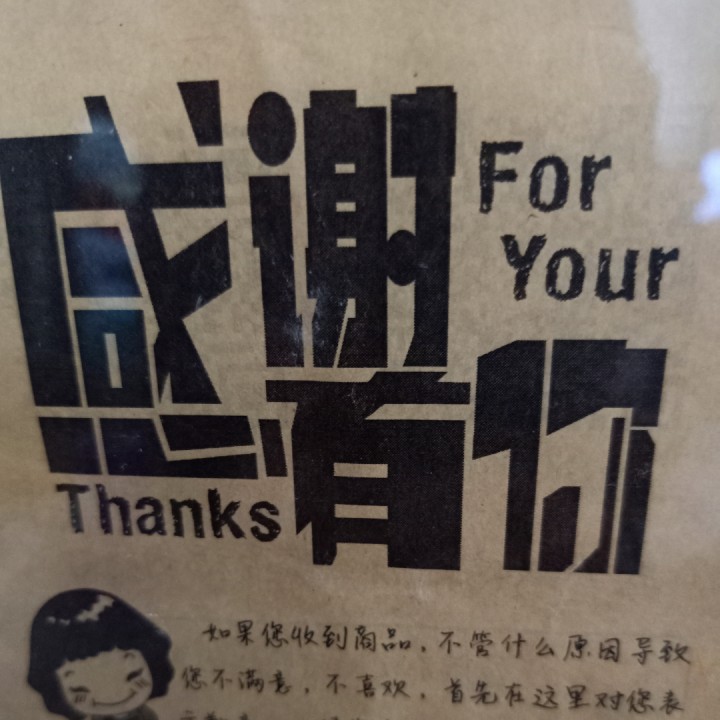 感谢
For
Your
有你
Thanks
如果您收到商品，不管什么原因导致
您不满意，不喜欢，首先在这里对您表